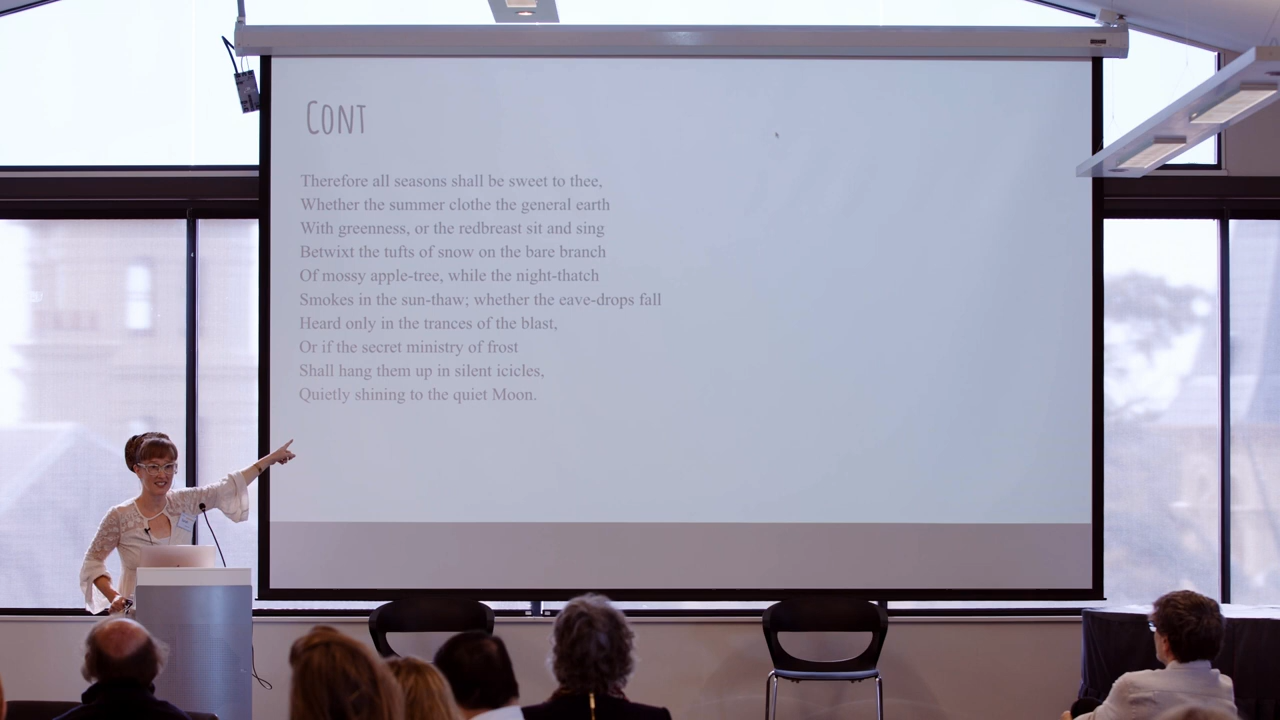 Cont
Therefore all seasons shall be sweet to thee,
Whether the summer clothe the general earth
With greenness, or the redbreast sit and sing
Betwixt the tufts of snow on the bare branch
Of mossy apple-tree, while the night-thatch
Smokes in the sun-thaw; whether the eave-drops fall
Heard only in the trances of the blast,
Or if the secret ministry of frost
Shall hang them up in silent icicles,
Quietly shining to the quiet Moon.